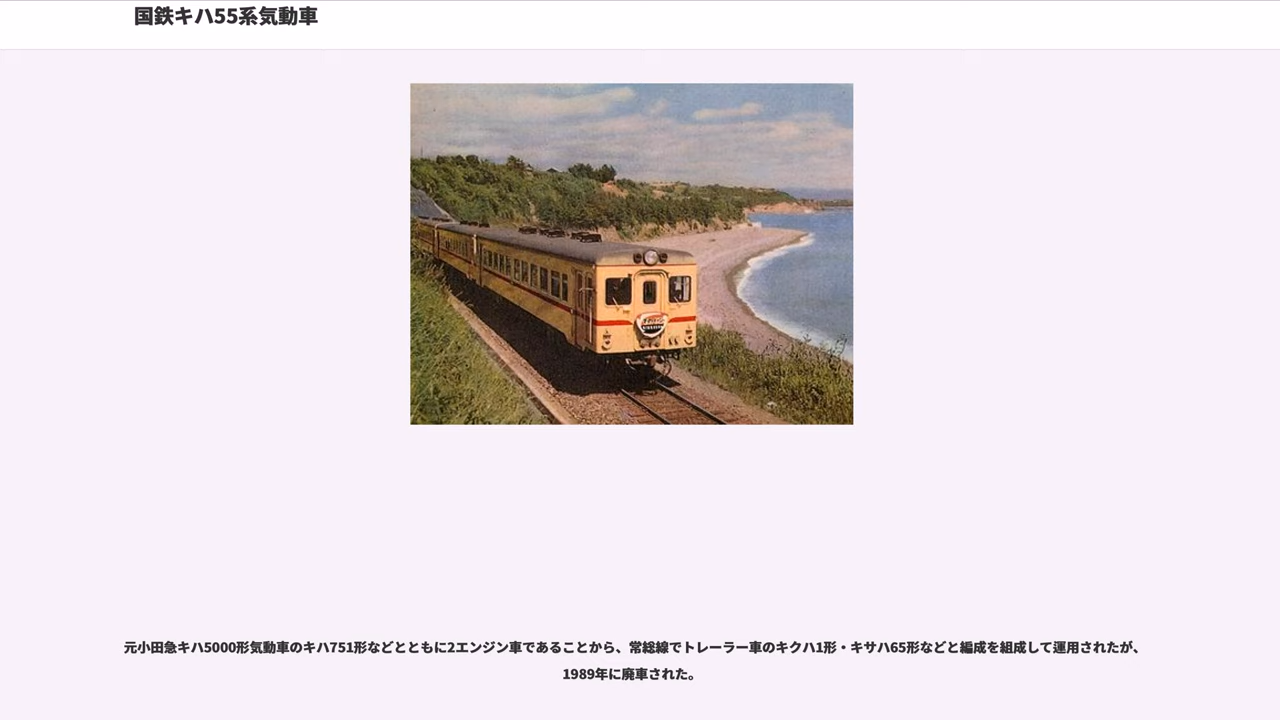 国鉄キハ55系気動車
元小田急キハ5000形気動車のキハ751形などとともに2エンジン車であることから、常総線でトレーラー車のキクハ1形・キサハ65形などと編成を組成して運用されたが、
1989年に廃車された。